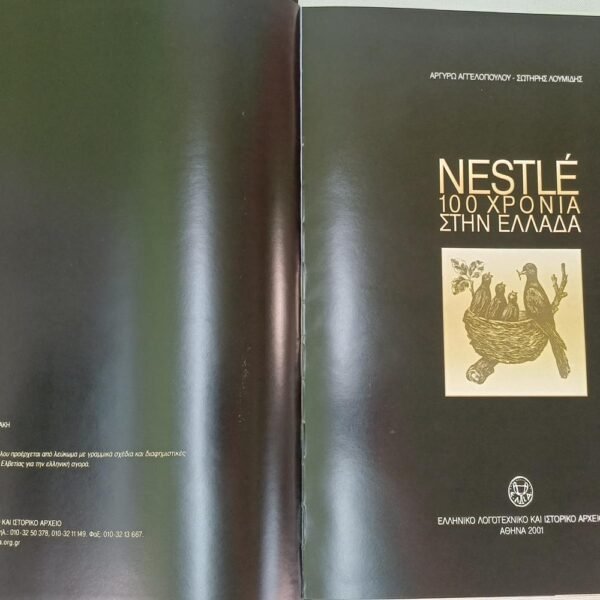 ΑΚΗ
λου προέρχεται από λεύκωμα με γραμμικά σχέδια και διαφημιστικές
Ελβετίας για την ελληνική αγορά.
Ο ΚΑΙ ΙΣΤΟΡΙΚΟ ΑΡΧΕΙΟ
ηλ.: 010-32 50 378, 010-32 11 149. Φαξ: 010-32 13 667.
a.org.gr
ΑΡΓΥΡΩ ΑΓΓΕΛΟΠΟΥΛΟΥ - ΣΩΤΗΡΗΣ ΛΟΥΜΙΔΗΣ
NESTLÉ
100 ΧΡΟΝΙΑ
ΣΤΗΝ ΕΛΛΑΔΑ
ΕΛΛΗΝΙΚΟ ΛΟΓΟΤΕΧΝΙΚΟ ΚΑΙ ΙΣΤΟΡΙΚΟ ΑΡΧΕΙΟ
ΑΘΗΝΑ 2001